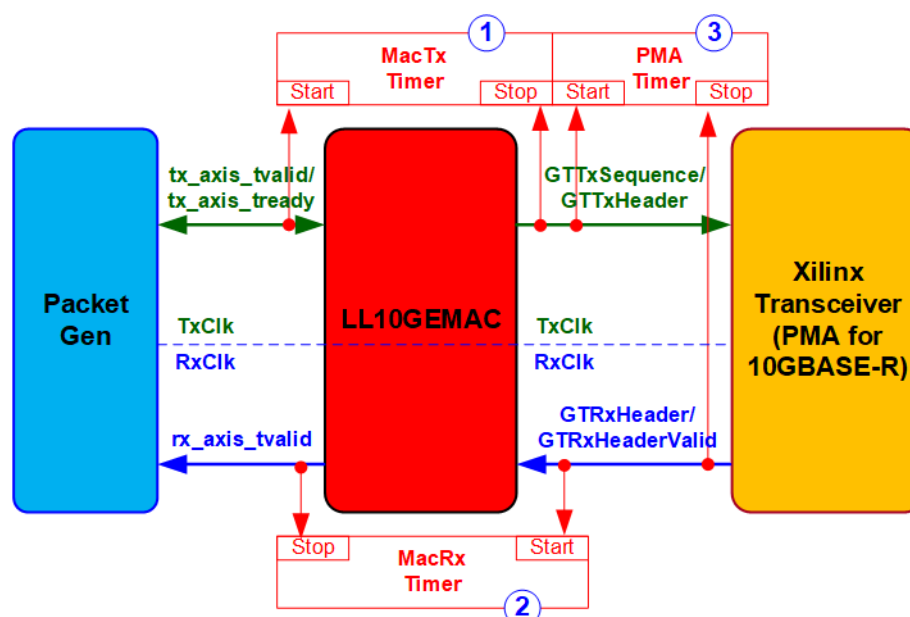 1
3
MacTx
Timer
PMA
Timer
Start
Stop
Start
Stop
tx_axis_tvalid/
tx_axis_tready
GTTxSequence/
GTTxHeader
Packet
Gen
LL10GEMAC
Xilinx
Transceiver
(PMA for
10GBASE-R)
TxClk
TxClk
RxClk
RxClk
rx_axis_tvalid
GTRxHeader/
GTRxHeaderValid
Stop
MacRx
Timer
Start
2